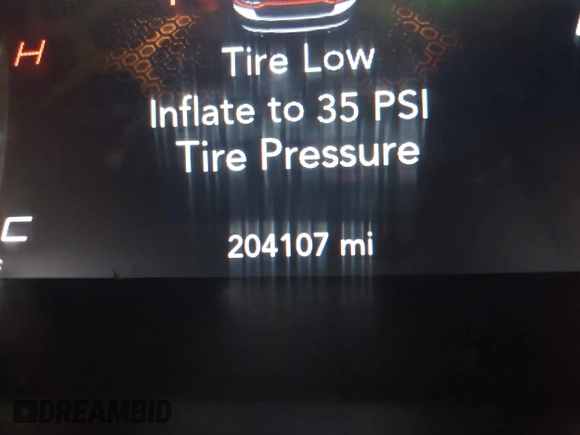 H
Tire Low
Inflate to 35 PSI
Tire Pressure
C
204107 mi
DREAMBID